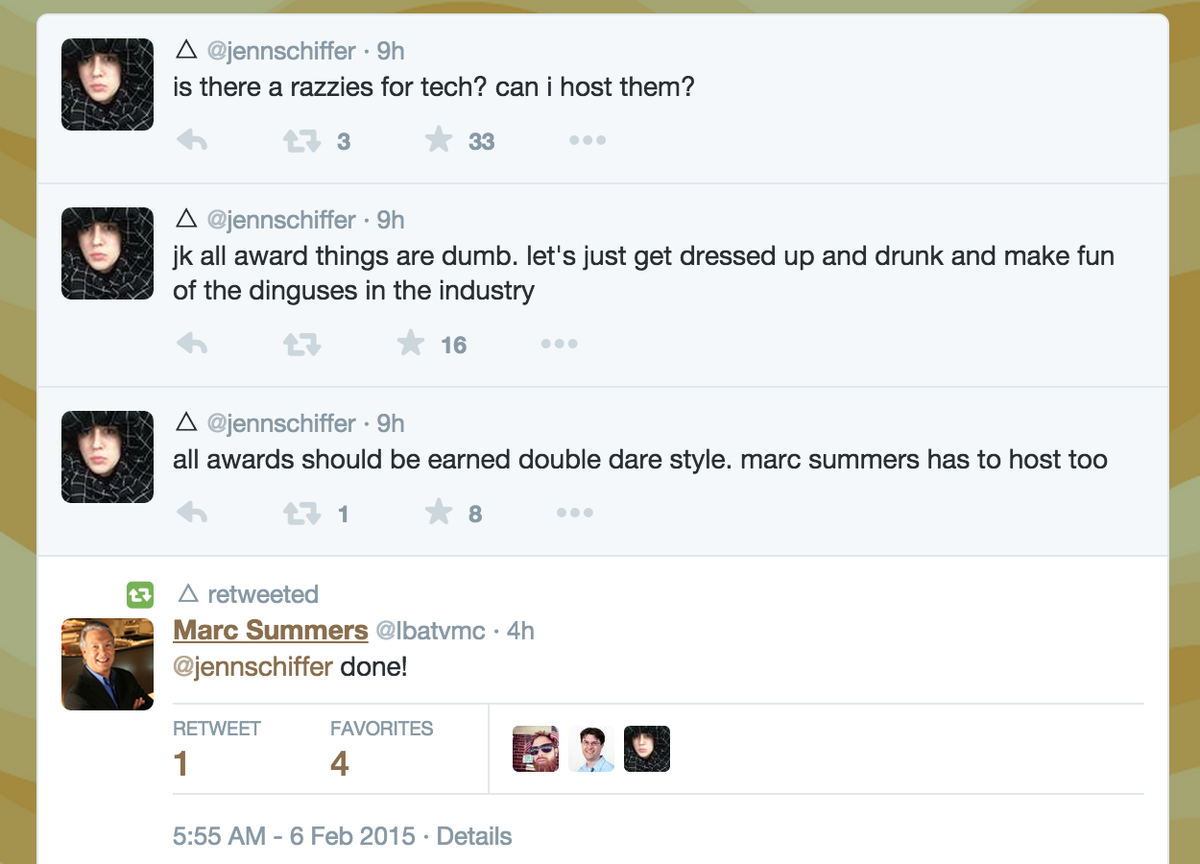 △ @jennschiffer · 9h
is there a razzies for tech? can i host them?
3 33
△ @jennschiffer · 9h
jk all award things are dumb. let's just get dressed up and drunk and make fun
of the dinguses in the industry
16
△ @jennschiffer · 9h
all awards should be earned double dare style. marc summers has to host too
1 8
△ retweeted
Marc Summers @lbatvmc · 4h
@jennschiffer done!
RETWEET FAVORITES
1 4
5:55 AM - 6 Feb 2015 · Details